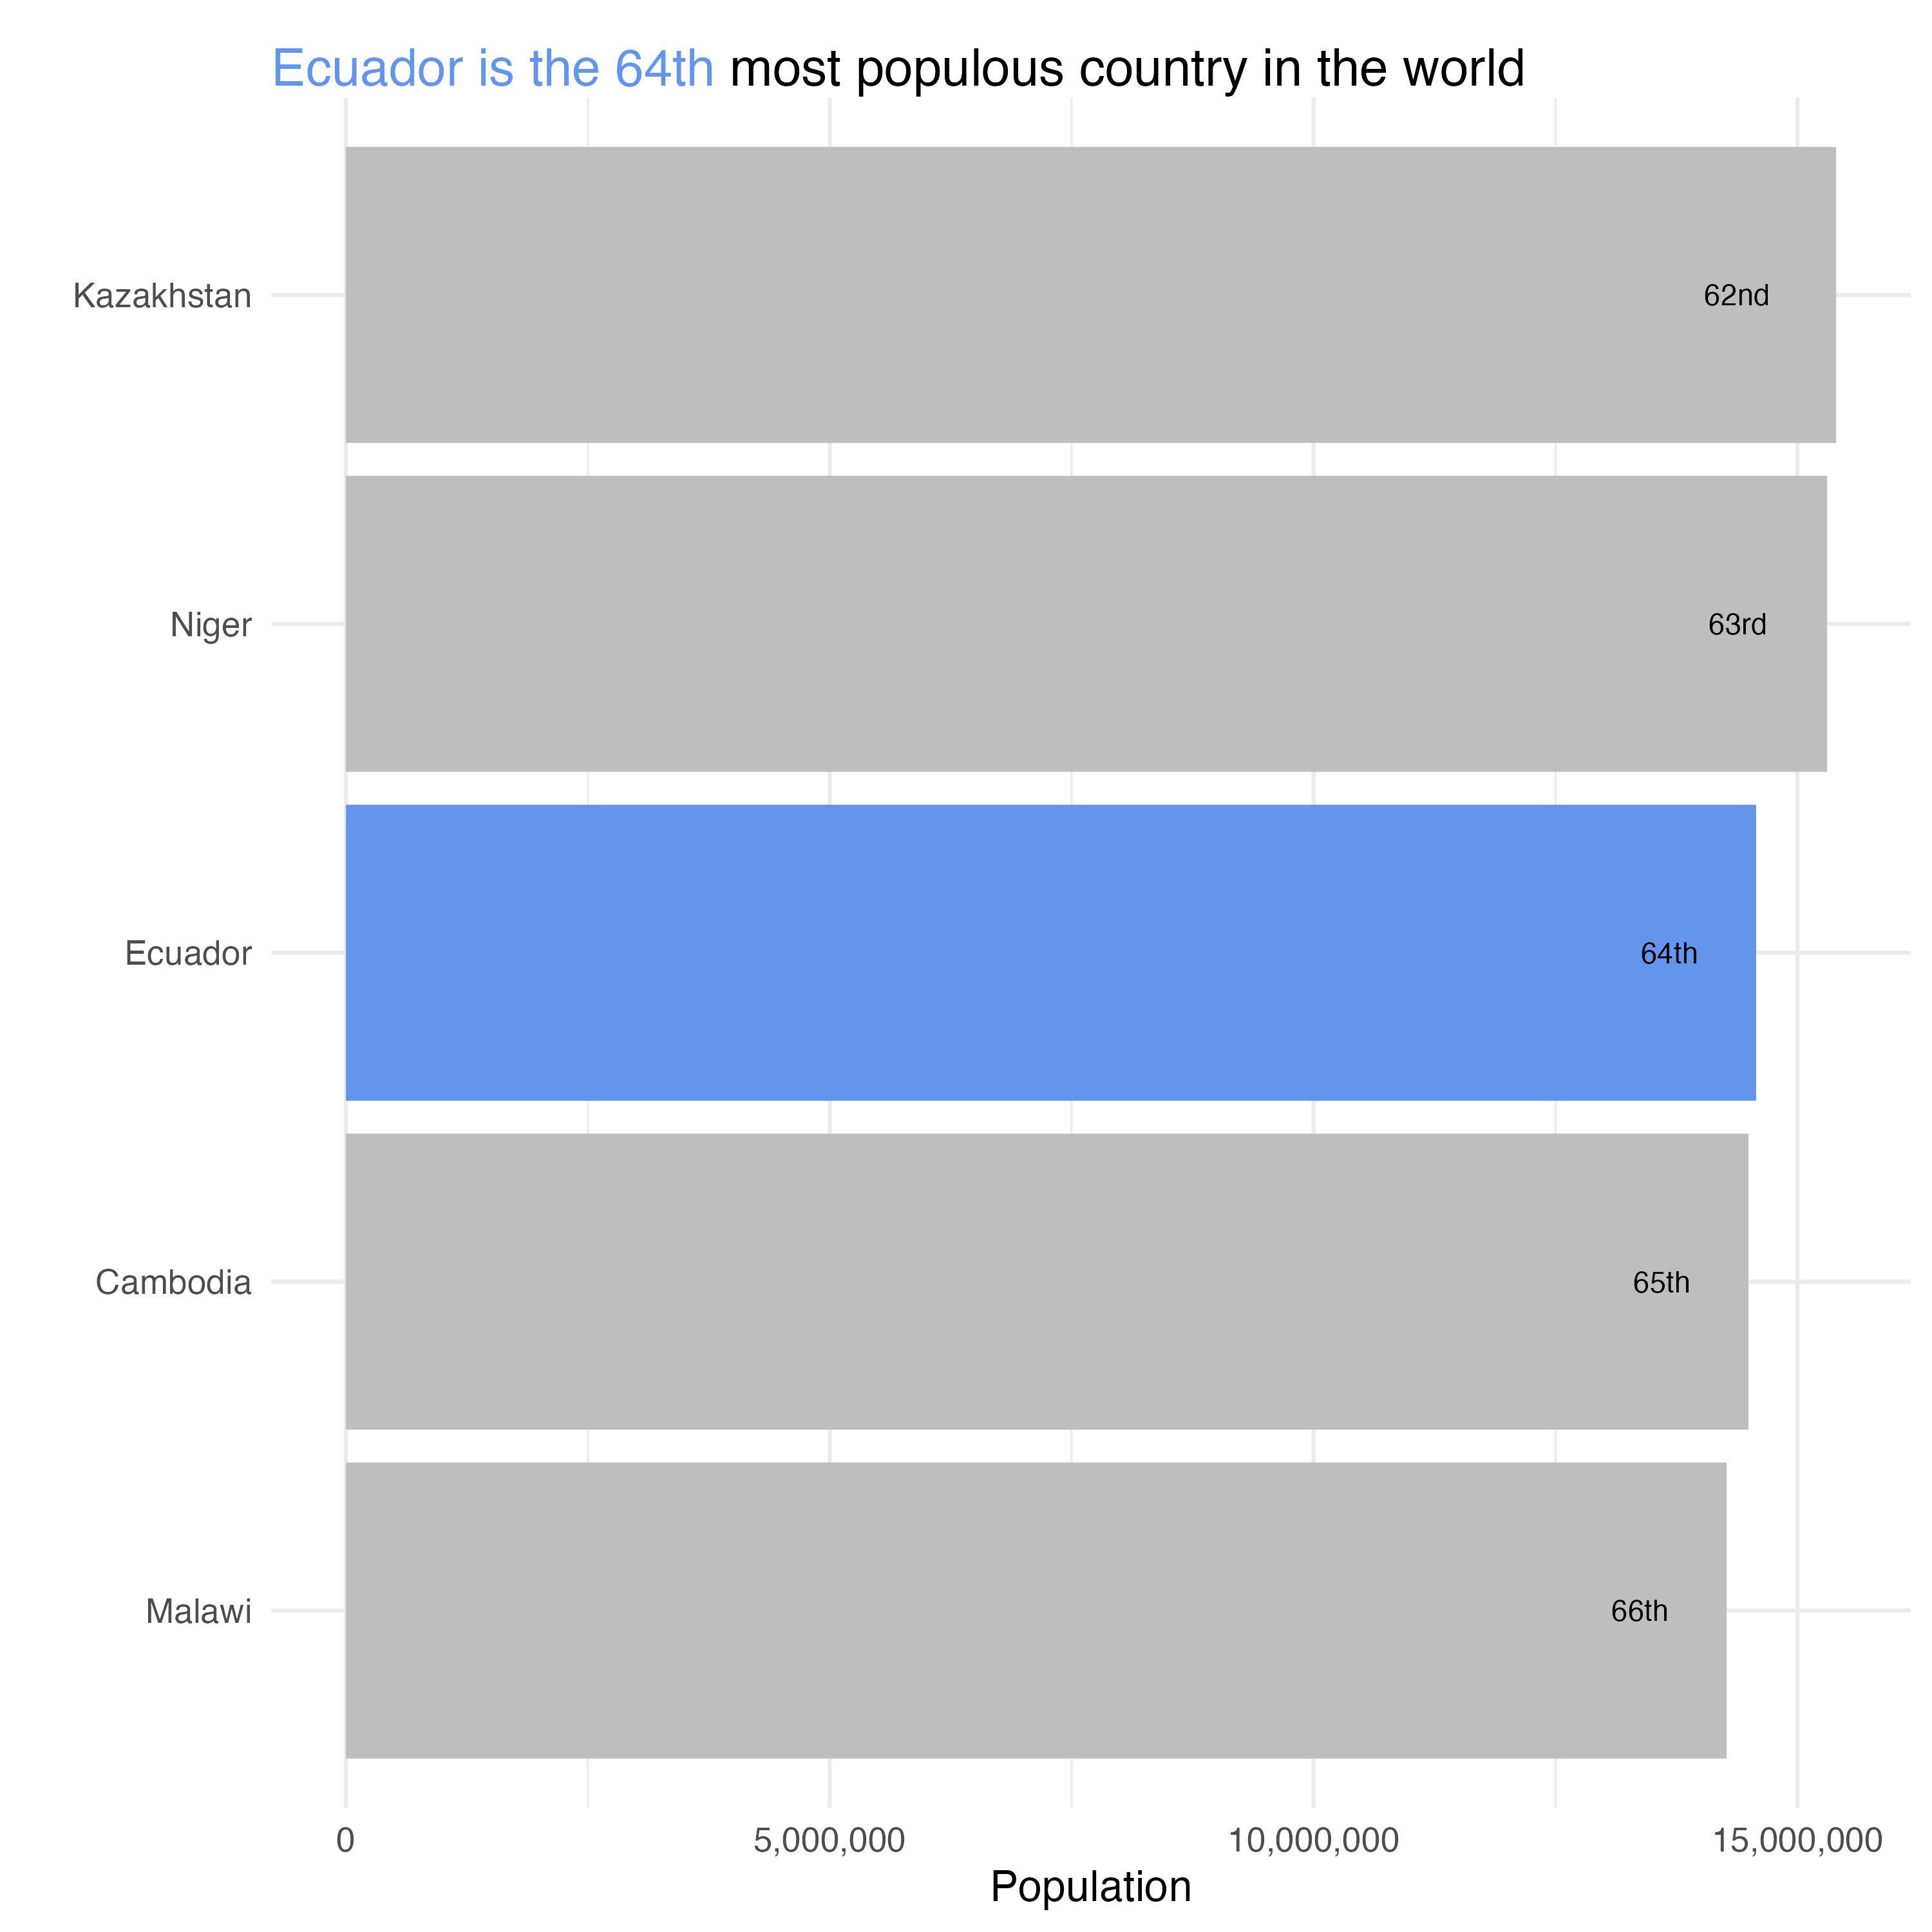 Ecuador is the 64th most populous country in the world
Kazakhstan
62nd
Niger
63rd
Ecuador
64th
Cambodia
65th
Malawi
66th
0
5,000,000
10,000,000
15,000,000
Population